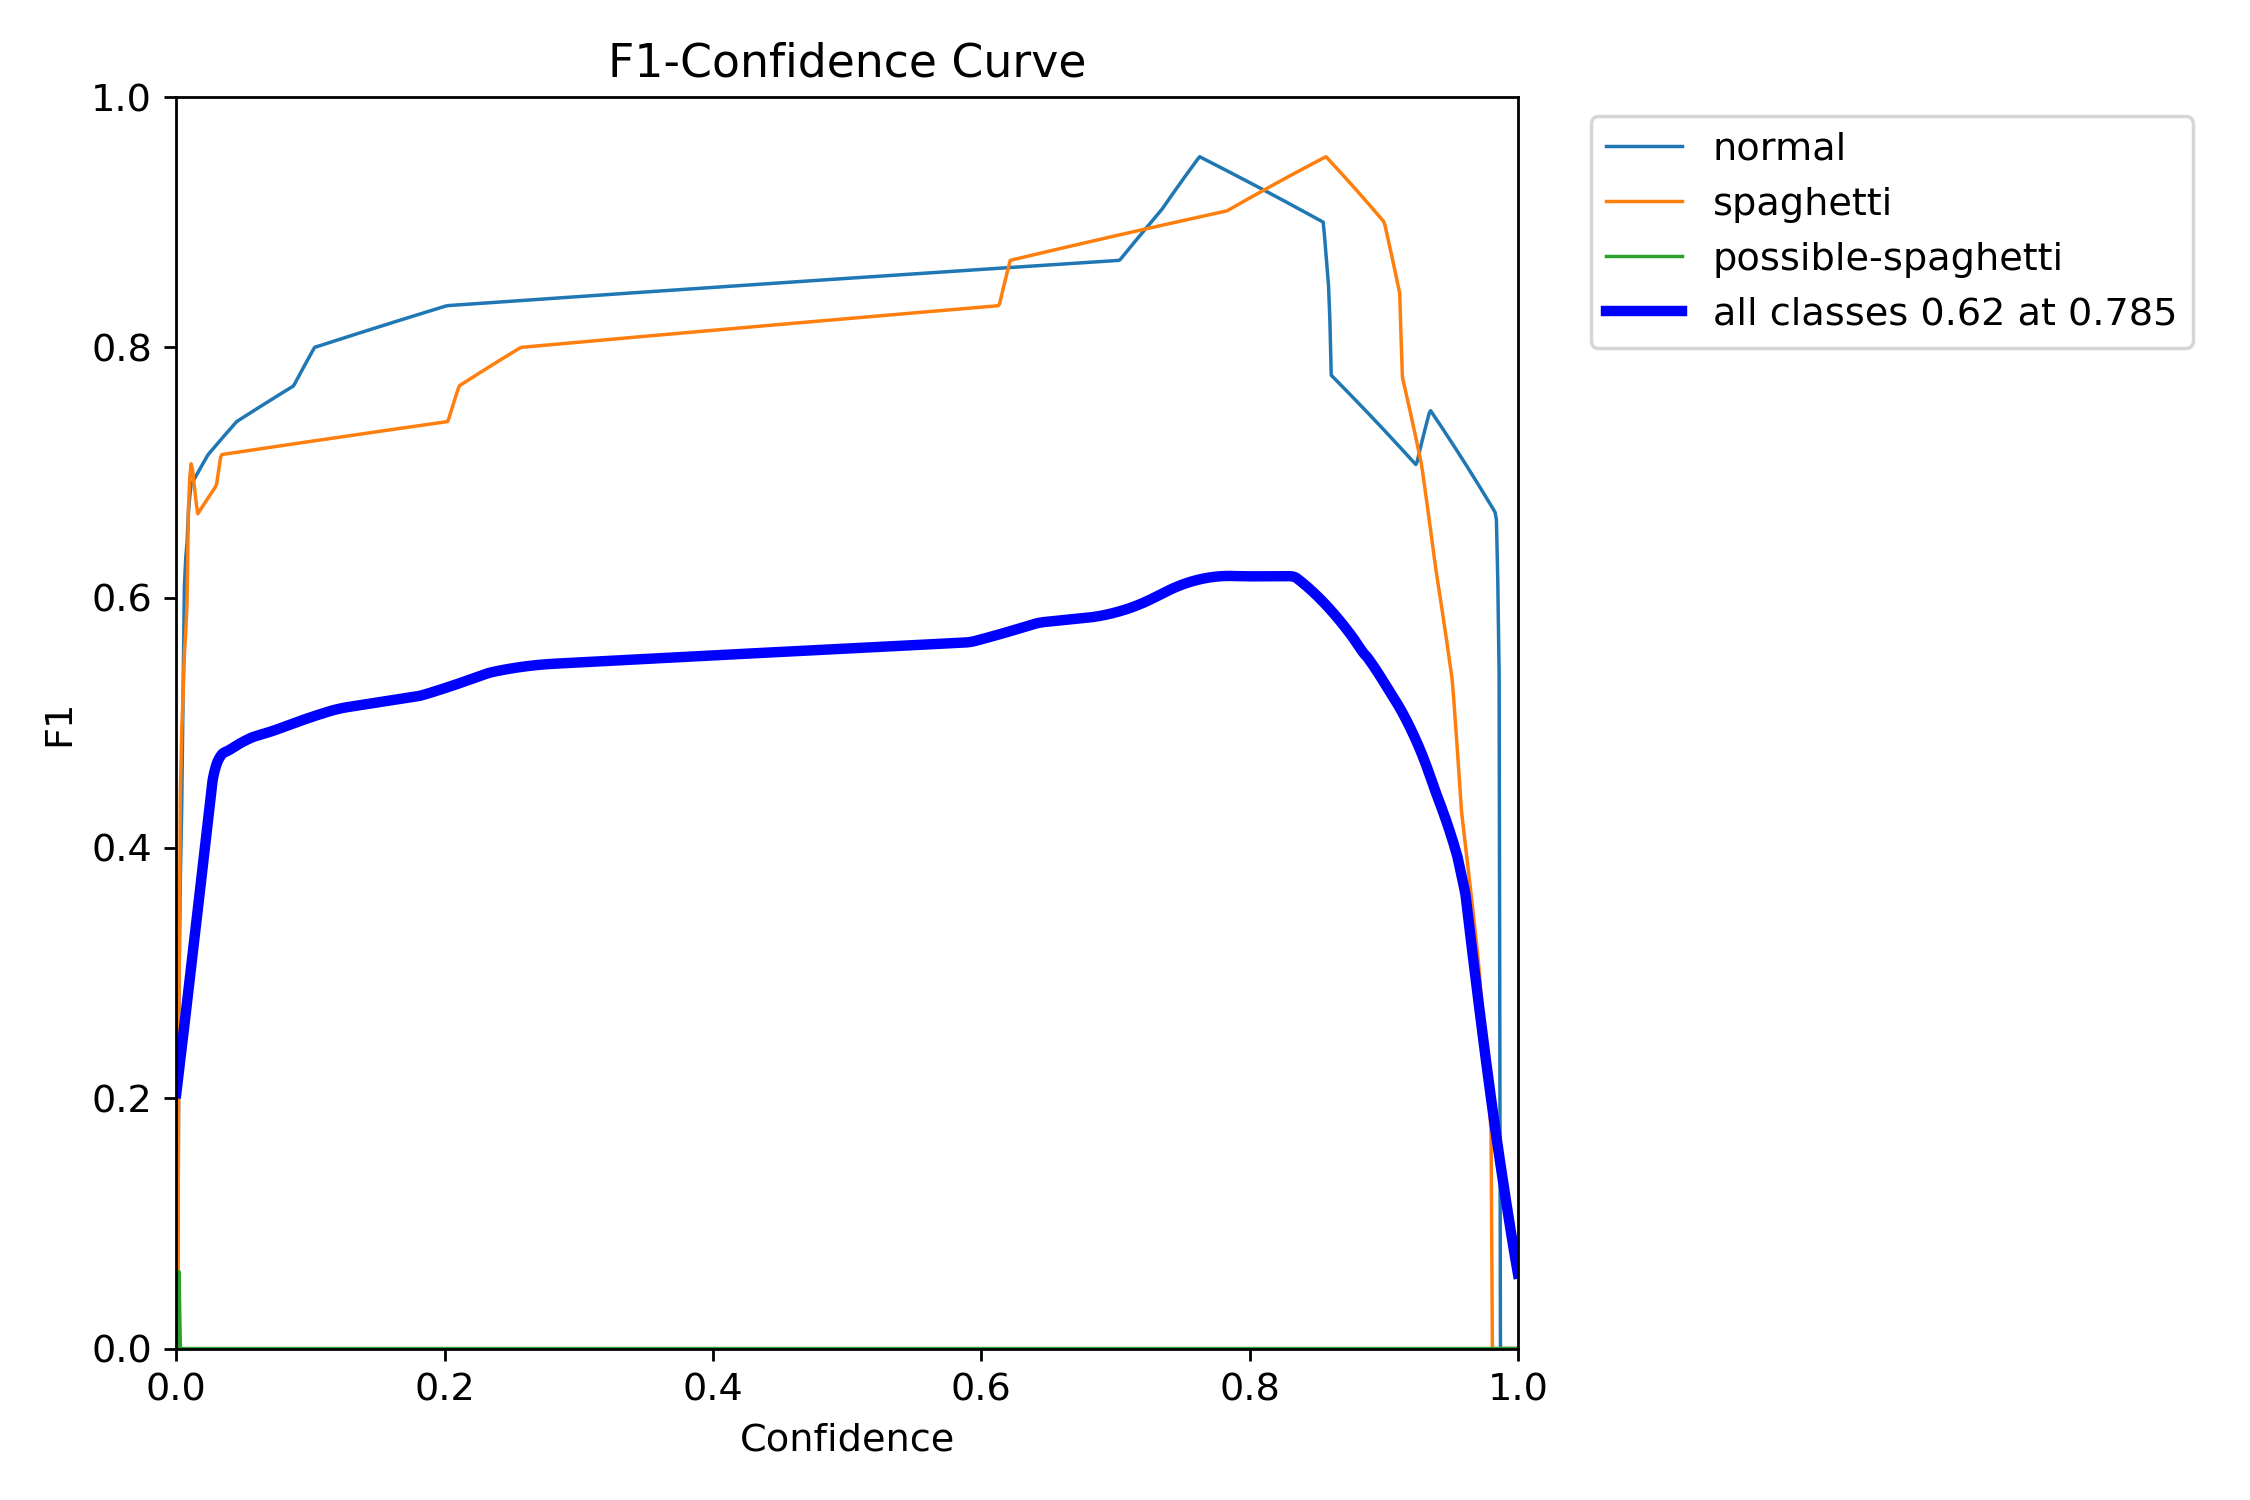 F1-Confidence Curve
1.0
0.8
0.6
0.4
0.2
0.0
F1
0.0 0.2 0.4 0.6 0.8 1.0
Confidence
normal
spaghetti
possible-spaghetti
all classes 0.62 at 0.785